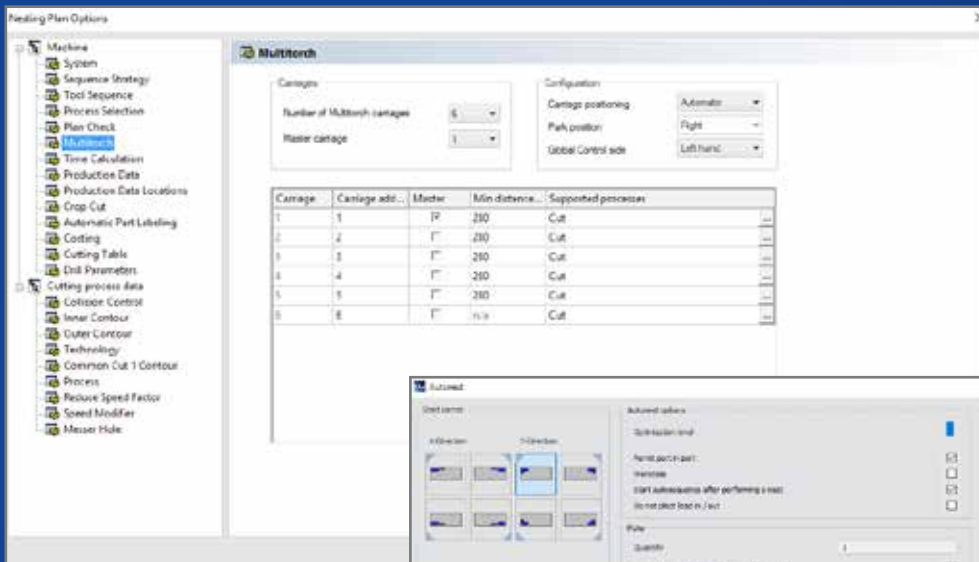 Nesting Plan Options
Machine
System
Sequence Strategy
Tool Sequence
Process Selection
Plan Check
Multitorch
Time Calculation
Production Data
Production Data Locations
Crop Cut
Automatic Part Labeling
Costing
Cutting Table
Drill Parameters
Cutting process data
Collision Control
Inner Contour
Outer Contour
Technology
Common Cut 1 Contour
Process
Reduce Speed Factor
Speed Modifier
Messer Hole
Multitorch
Carriages
Number of Multitorch carriages 6
Master carriage 1
Configuration
Carriage positioning Automatic
Park position Right
Global Control side Left hand
Carriage Carriage add... Master Min distance... Supported processes
1 1 280 Cut ...
2 2 280 Cut ...
3 3 280 Cut ...
4 4 280 Cut ...
5 5 280 Cut ...
6 6 n/a Cut ...
Autonest
Start corner
X-Direction Y-Direction
Autonest options
Optimization level
Permit part in part
Start autosequence after performing a nest
Do not place lead in / out
Plate
Quantity 1